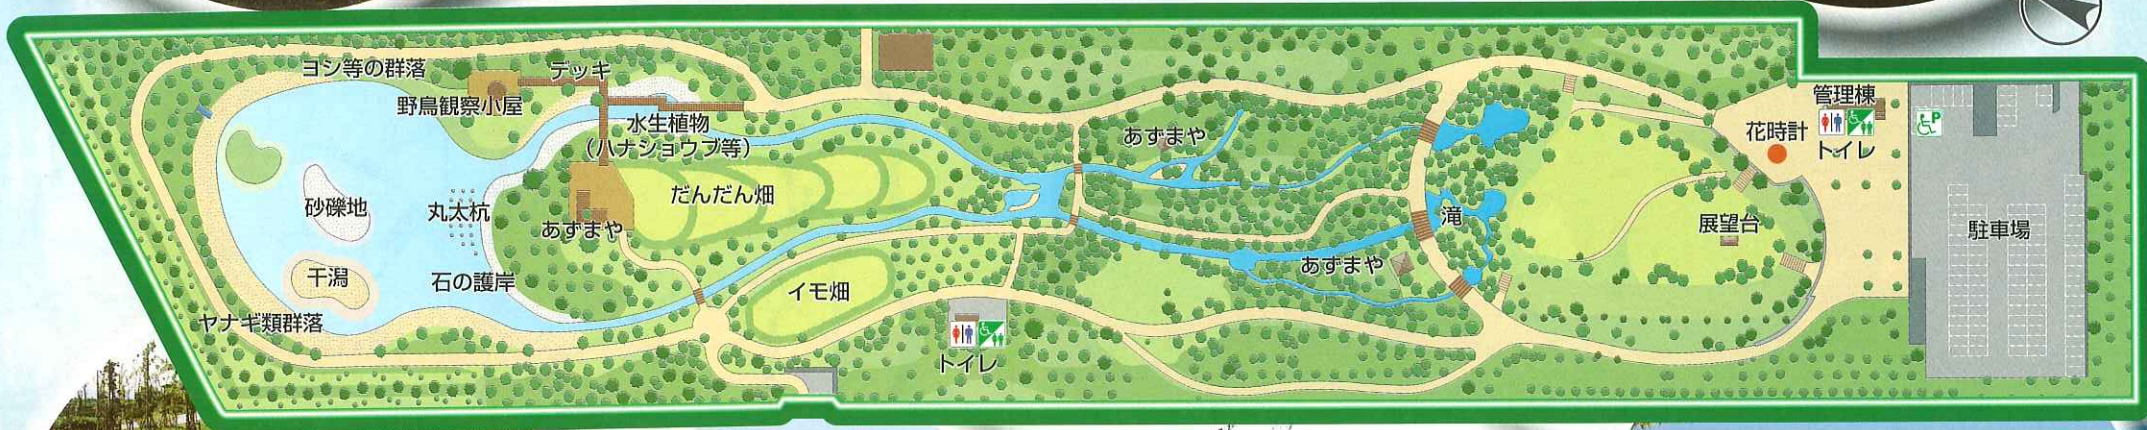 ヨシ等の群落
デッキ
野鳥観察小屋
水生植物
(ハナショウブ等)
あずまや
管理棟
花時計
トイレ
P
砂礫地
丸太杭
あずまや
だんだん畑
滝
展望台
駐車場
干潟
石の護岸
イモ畑
あずまや
ヤナギ類群落
トイレ